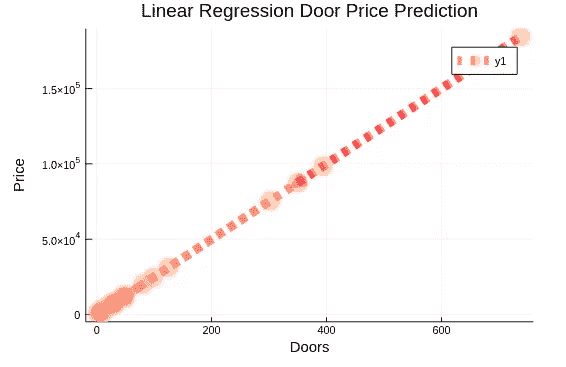 Linear Regression Door Price Prediction
y1
1.5×10⁵
1.0×10⁵
5.0×10⁴
0
Price
0 200 400 600
Doors